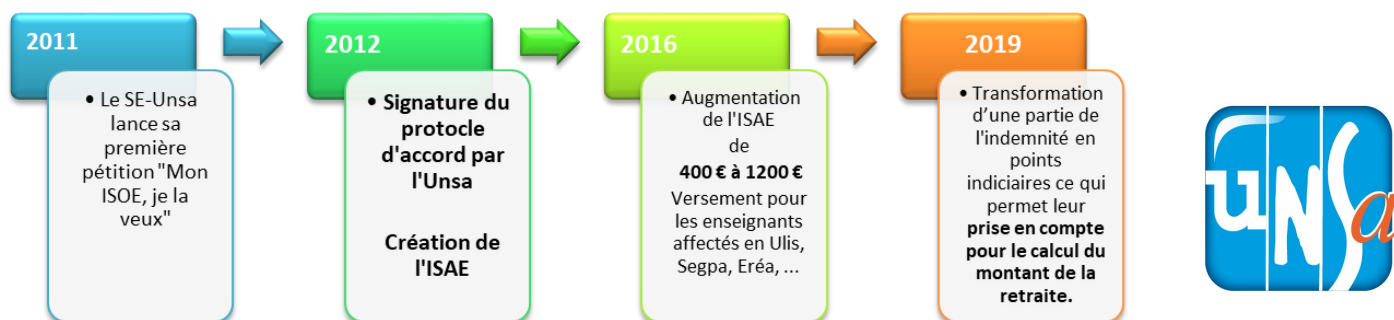 2011
• Le SE-Unsa
lance sa
première
pétition "Mon
ISOE, je la
veux"
2012
• Signature du
protocle
d'accord par
l'Unsa
Création de
l'ISAE
2016
• Augmentation
de l'ISAE
de
400 € à 1200 €
Versement pour
les enseignants
affectés en Ulis,
Segpa, Eréa, ...
2019
• Transformation
d’une partie de
l'indemnité en
points
indiciaires ce qui
permet leur
prise en compte
pour le calcul du
montant de la
retraite.
UNSa